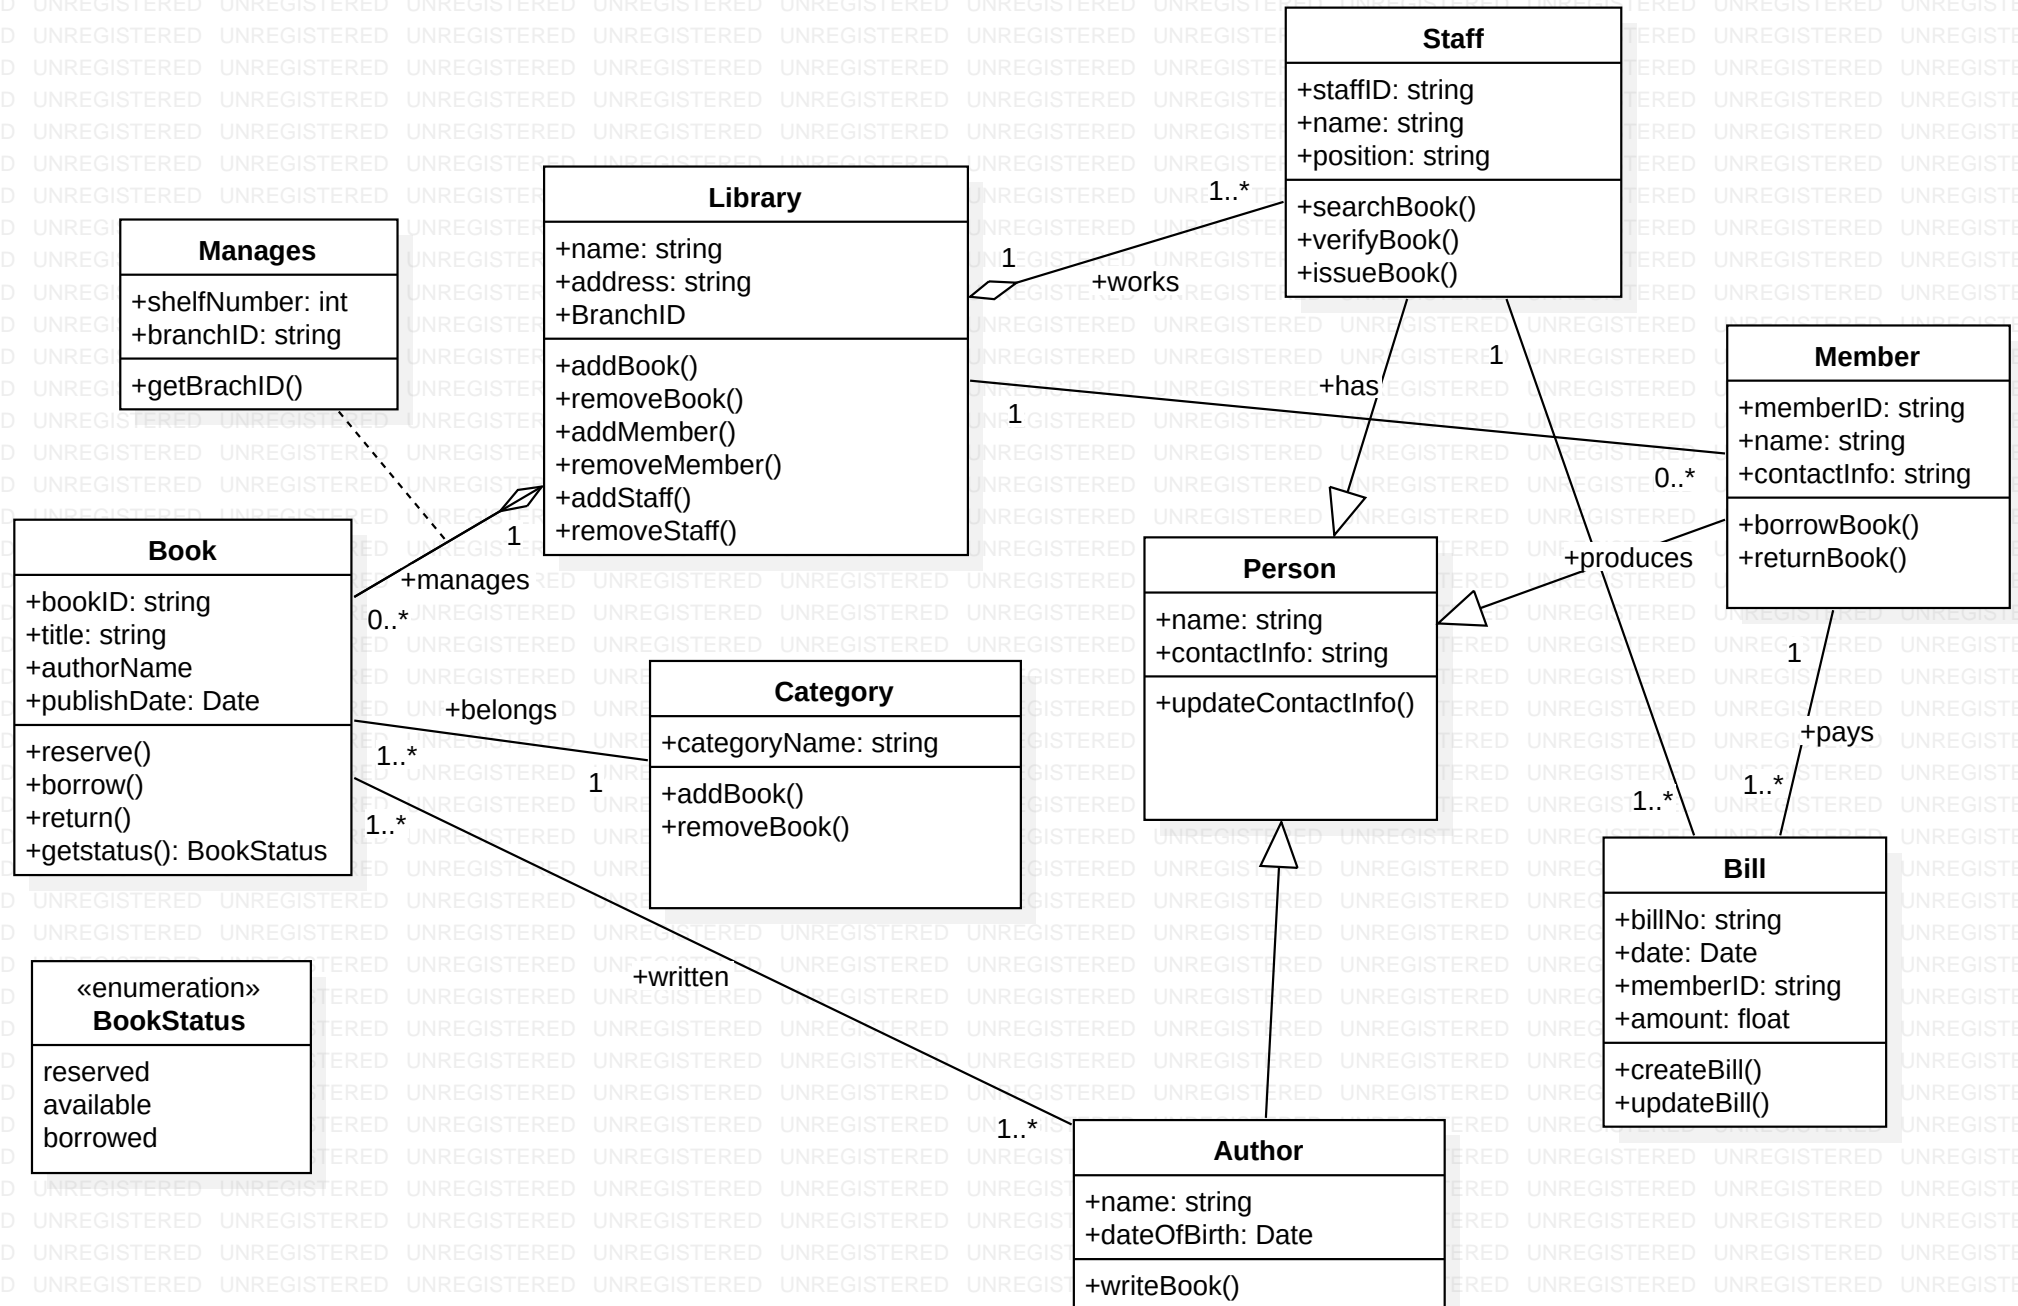 Staff
+staffID: string
+name: string
+position: string
+searchBook()
+verifyBook()
+issueBook()
Library
+name: string
+address: string
+BranchID
+addBook()
+removeBook()
+addMember()
+removeMember()
+addStaff()
+removeStaff()
1..*
1
+works
Manages
+shelfNumber: int
+branchID: string
+getBrachID()
Member
+memberID: string
+name: string
+contactInfo: string
+borrowBook()
+returnBook()
1
+has
1
0..*
Book
+bookID: string
+title: string
+authorName
+publishDate: Date
+reserve()
+borrow()
+return()
+getstatus(): BookStatus
1
+manages
0..*
Person
+name: string
+contactInfo: string
+updateContactInfo()
+produces
Category
+categoryName: string
+addBook()
+removeBook()
+belongs
1..*
1
1..*
1
+pays
1..*
1..*
Bill
+billNo: string
+date: Date
+memberID: string
+amount: float
+createBill()
+updateBill()
«enumeration»
BookStatus
reserved
available
borrowed
+written
1..*
Author
+name: string
+dateOfBirth: Date
+writeBook()
UNREGISTERED